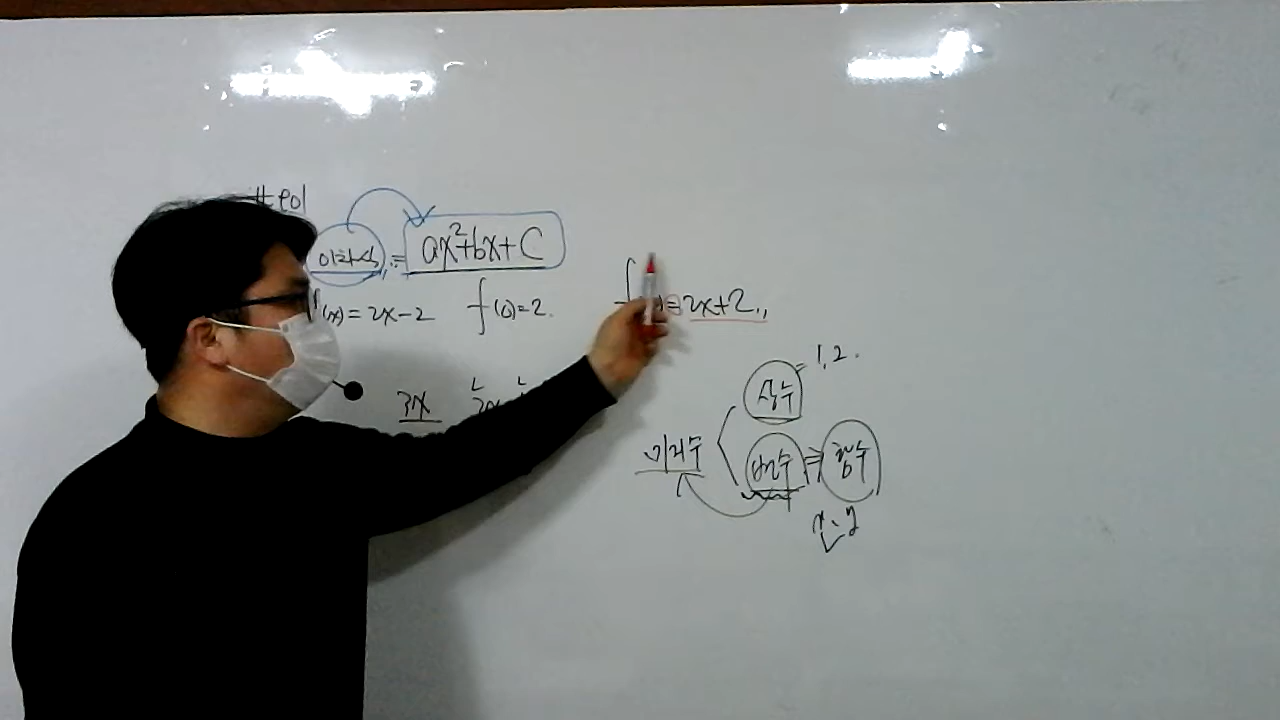 이차식 = ax²+bx+C
(x) = 2x-2 f(0)=2.
= 2x+2.,
상수 = 1, 2.
3x
미지수
변수 ⇒ 함수
x, y